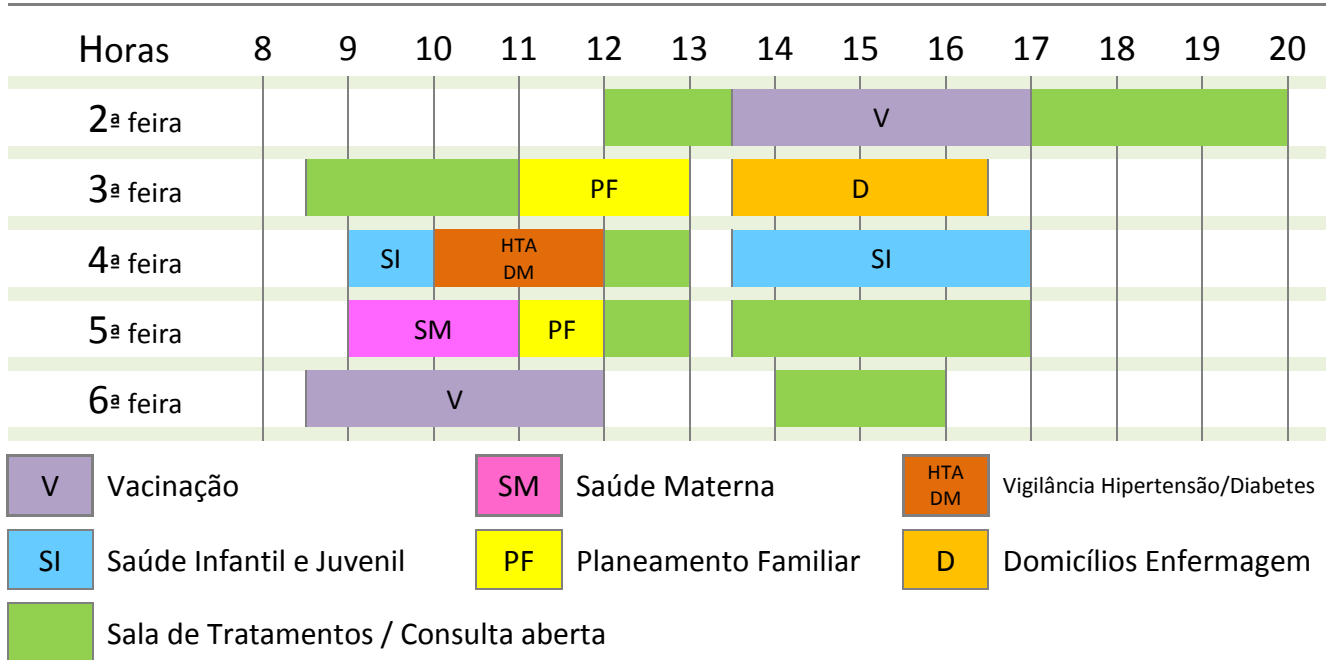 Horas 8 9 10 11 12 13 14 15 16 17 18 19 20
2ª feira V
3ª feira PF D
4ª feira SI HTA DM SI
5ª feira SM PF
6ª feira V
V Vacinação SM Saúde Materna HTA DM Vigilância Hipertensão/Diabetes
SI Saúde Infantil e Juvenil PF Planeamento Familiar D Domicílios Enfermagem
Sala de Tratamentos / Consulta aberta